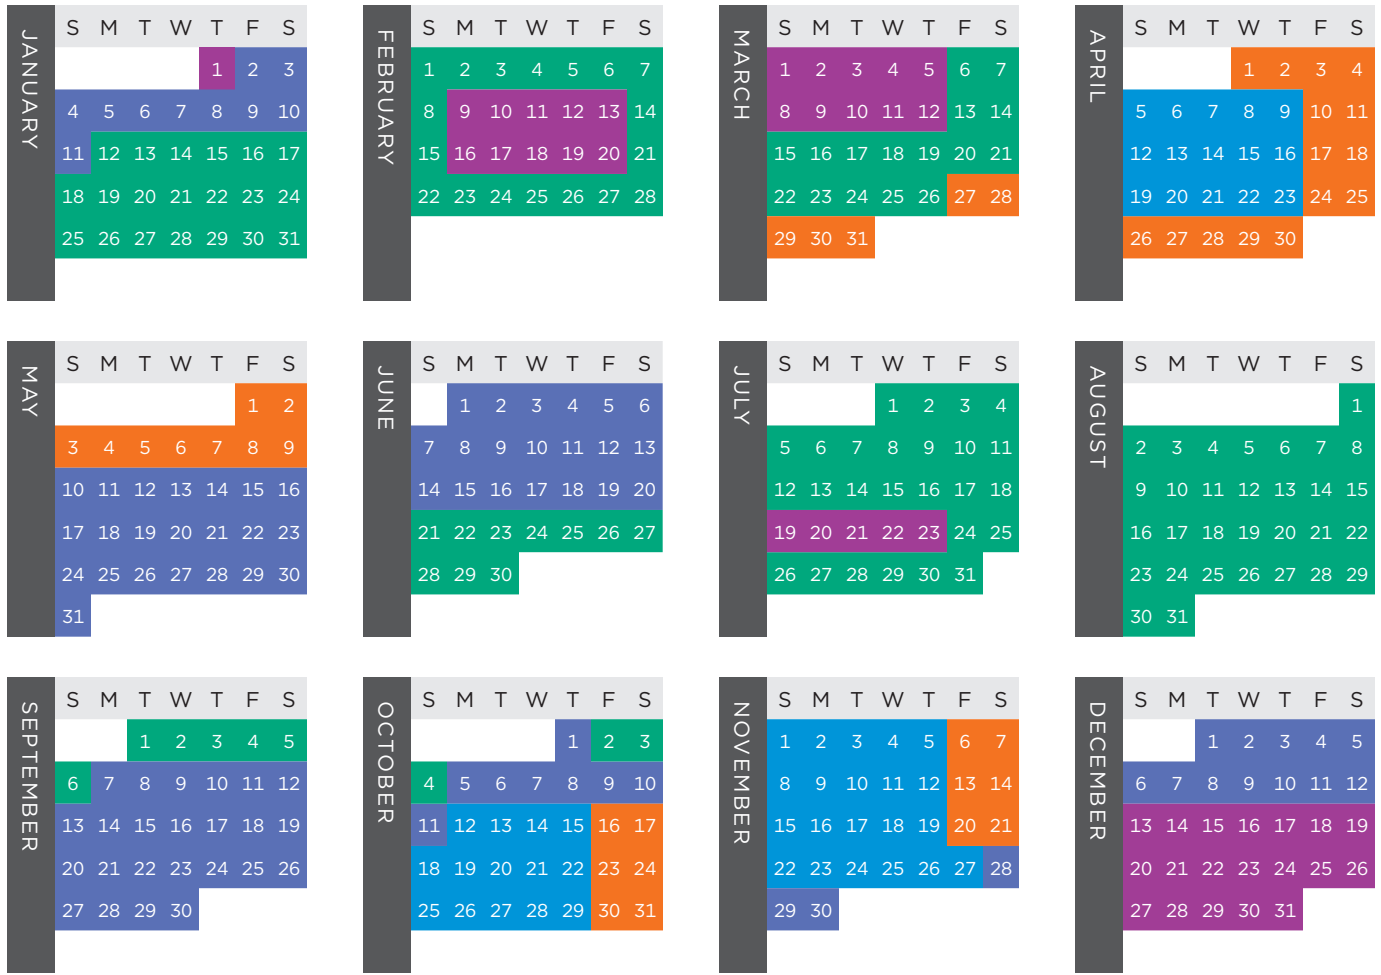 JANUARY
S M T W T F S
1 2 3
4 5 6 7 8 9 10
11 12 13 14 15 16 17
18 19 20 21 22 23 24
25 26 27 28 29 30 31
FEBRUARY
S M T W T F S
1 2 3 4 5 6 7
8 9 10 11 12 13 14
15 16 17 18 19 20 21
22 23 24 25 26 27 28
MARCH
S M T W T F S
1 2 3 4 5 6 7
8 9 10 11 12 13 14
15 16 17 18 19 20 21
22 23 24 25 26 27 28
29 30 31
APRIL
S M T W T F S
1 2 3 4
5 6 7 8 9 10 11
12 13 14 15 16 17 18
19 20 21 22 23 24 25
26 27 28 29 30
MAY
S M T W T F S
1 2
3 4 5 6 7 8 9
10 11 12 13 14 15 16
17 18 19 20 21 22 23
24 25 26 27 28 29 30
31
JUNE
S M T W T F S
1 2 3 4 5 6
7 8 9 10 11 12 13
14 15 16 17 18 19 20
21 22 23 24 25 26 27
28 29 30
JULY
S M T W T F S
1 2 3 4
5 6 7 8 9 10 11
12 13 14 15 16 17 18
19 20 21 22 23 24 25
26 27 28 29 30 31
AUGUST
S M T W T F S
1
2 3 4 5 6 7 8
9 10 11 12 13 14 15
16 17 18 19 20 21 22
23 24 25 26 27 28 29
30 31
SEPTEMBER
S M T W T F S
1 2 3 4 5
6 7 8 9 10 11 12
13 14 15 16 17 18 19
20 21 22 23 24 25 26
27 28 29 30
OCTOBER
S M T W T F S
1 2 3
4 5 6 7 8 9 10
11 12 13 14 15 16 17
18 19 20 21 22 23 24
25 26 27 28 29 30 31
NOVEMBER
S M T W T F S
1 2 3 4 5 6 7
8 9 10 11 12 13 14
15 16 17 18 19 20 21
22 23 24 25 26 27 28
29 30
DECEMBER
S M T W T F S
1 2 3 4 5
6 7 8 9 10 11 12
13 14 15 16 17 18 19
20 21 22 23 24 25 26
27 28 29 30 31